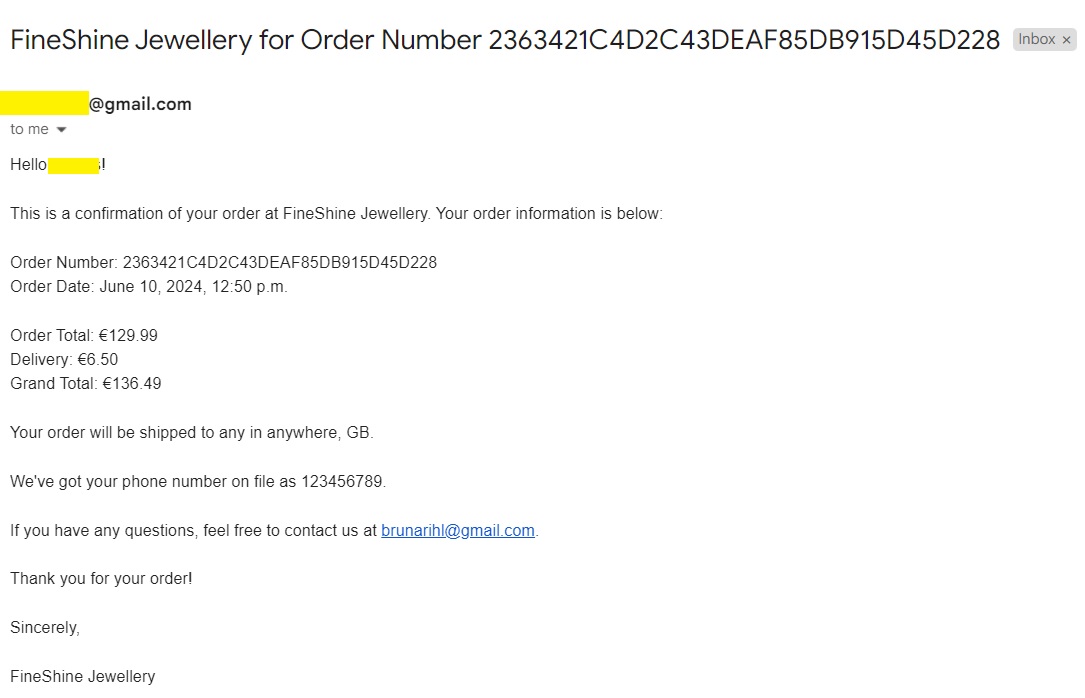 FineShine Jewellery for Order Number 2363421C4D2C43DEAF85DB915D45D228 Inbox ×
@gmail.com
to me
Hello !
This is a confirmation of your order at FineShine Jewellery. Your order information is below:
Order Number: 2363421C4D2C43DEAF85DB915D45D228
Order Date: June 10, 2024, 12:50 p.m.
Order Total: €129.99
Delivery: €6.50
Grand Total: €136.49
Your order will be shipped to any in anywhere, GB.
We've got your phone number on file as 123456789.
If you have any questions, feel free to contact us at brunarihl@gmail.com.
Thank you for your order!
Sincerely,
FineShine Jewellery